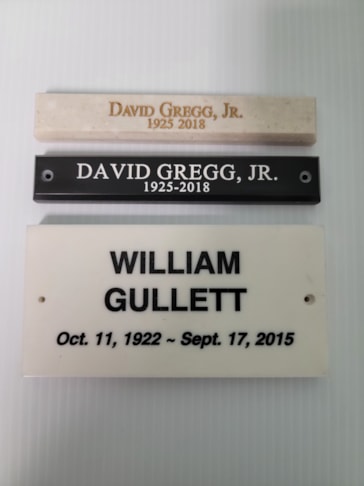 DAVID GREGG, JR.
1925 2018
DAVID GREGG, JR.
1925-2018
WILLIAM
GULLETT
Oct. 11, 1922 ~ Sept. 17, 2015